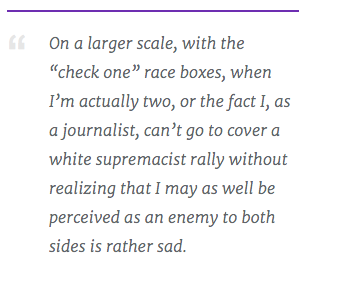 “
On a larger scale, with the
“check one” race boxes, when
I’m actually two, or the fact I, as
a journalist, can’t go to cover a
white supremacist rally without
realizing that I may as well be
perceived as an enemy to both
sides is rather sad.